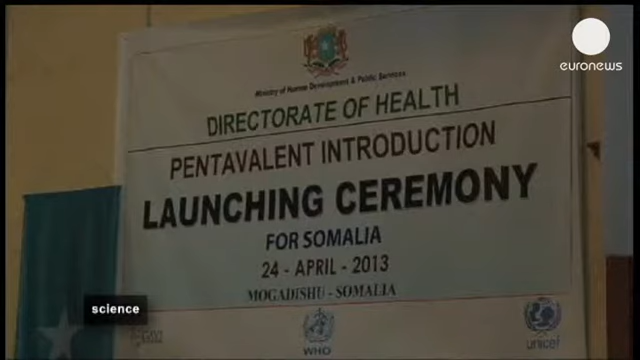 euronews
Ministry of Human Development & Public Services
DIRECTORATE OF HEALTH
PENTAVALENT INTRODUCTION
LAUNCHING CEREMONY
FOR SOMALIA
24 - APRIL - 2013
MOGADISHU - SOMALIA
science
GAVI
WHO
unicef